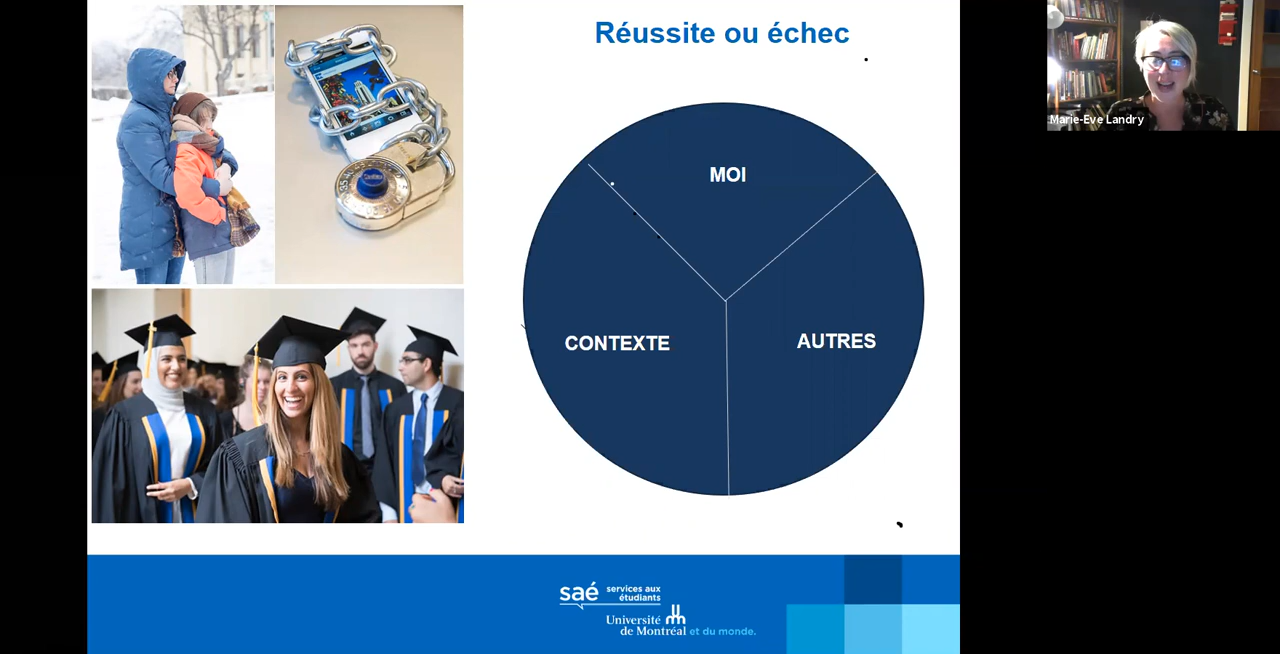 Réussite ou échec
MOI
CONTEXTE
AUTRES
Marie-Eve Landry
saé services aux
étudiants
Université
de Montréal et du monde.